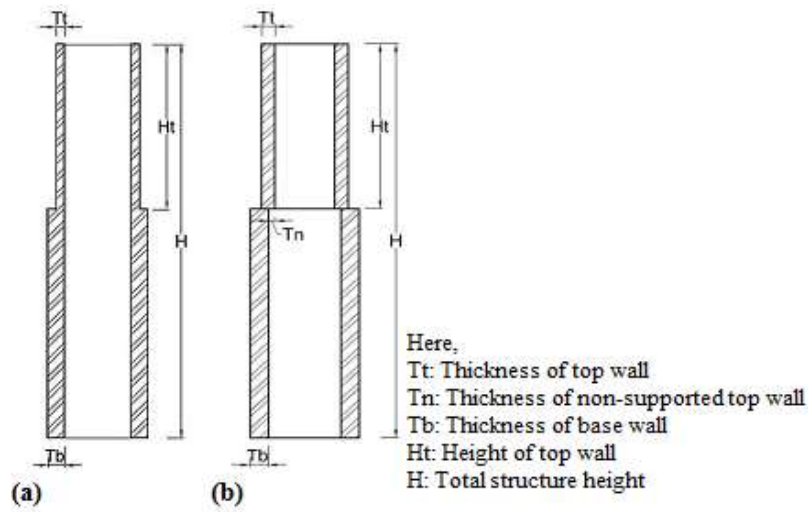 Tt
Tt
Ht
Ht
H
Tn
H
Here,
Tt: Thickness of top wall
Tn: Thickness of non-supported top wall
Tb: Thickness of base wall
Ht: Height of top wall
H: Total structure height
Tb
Tb
(a)
(b)